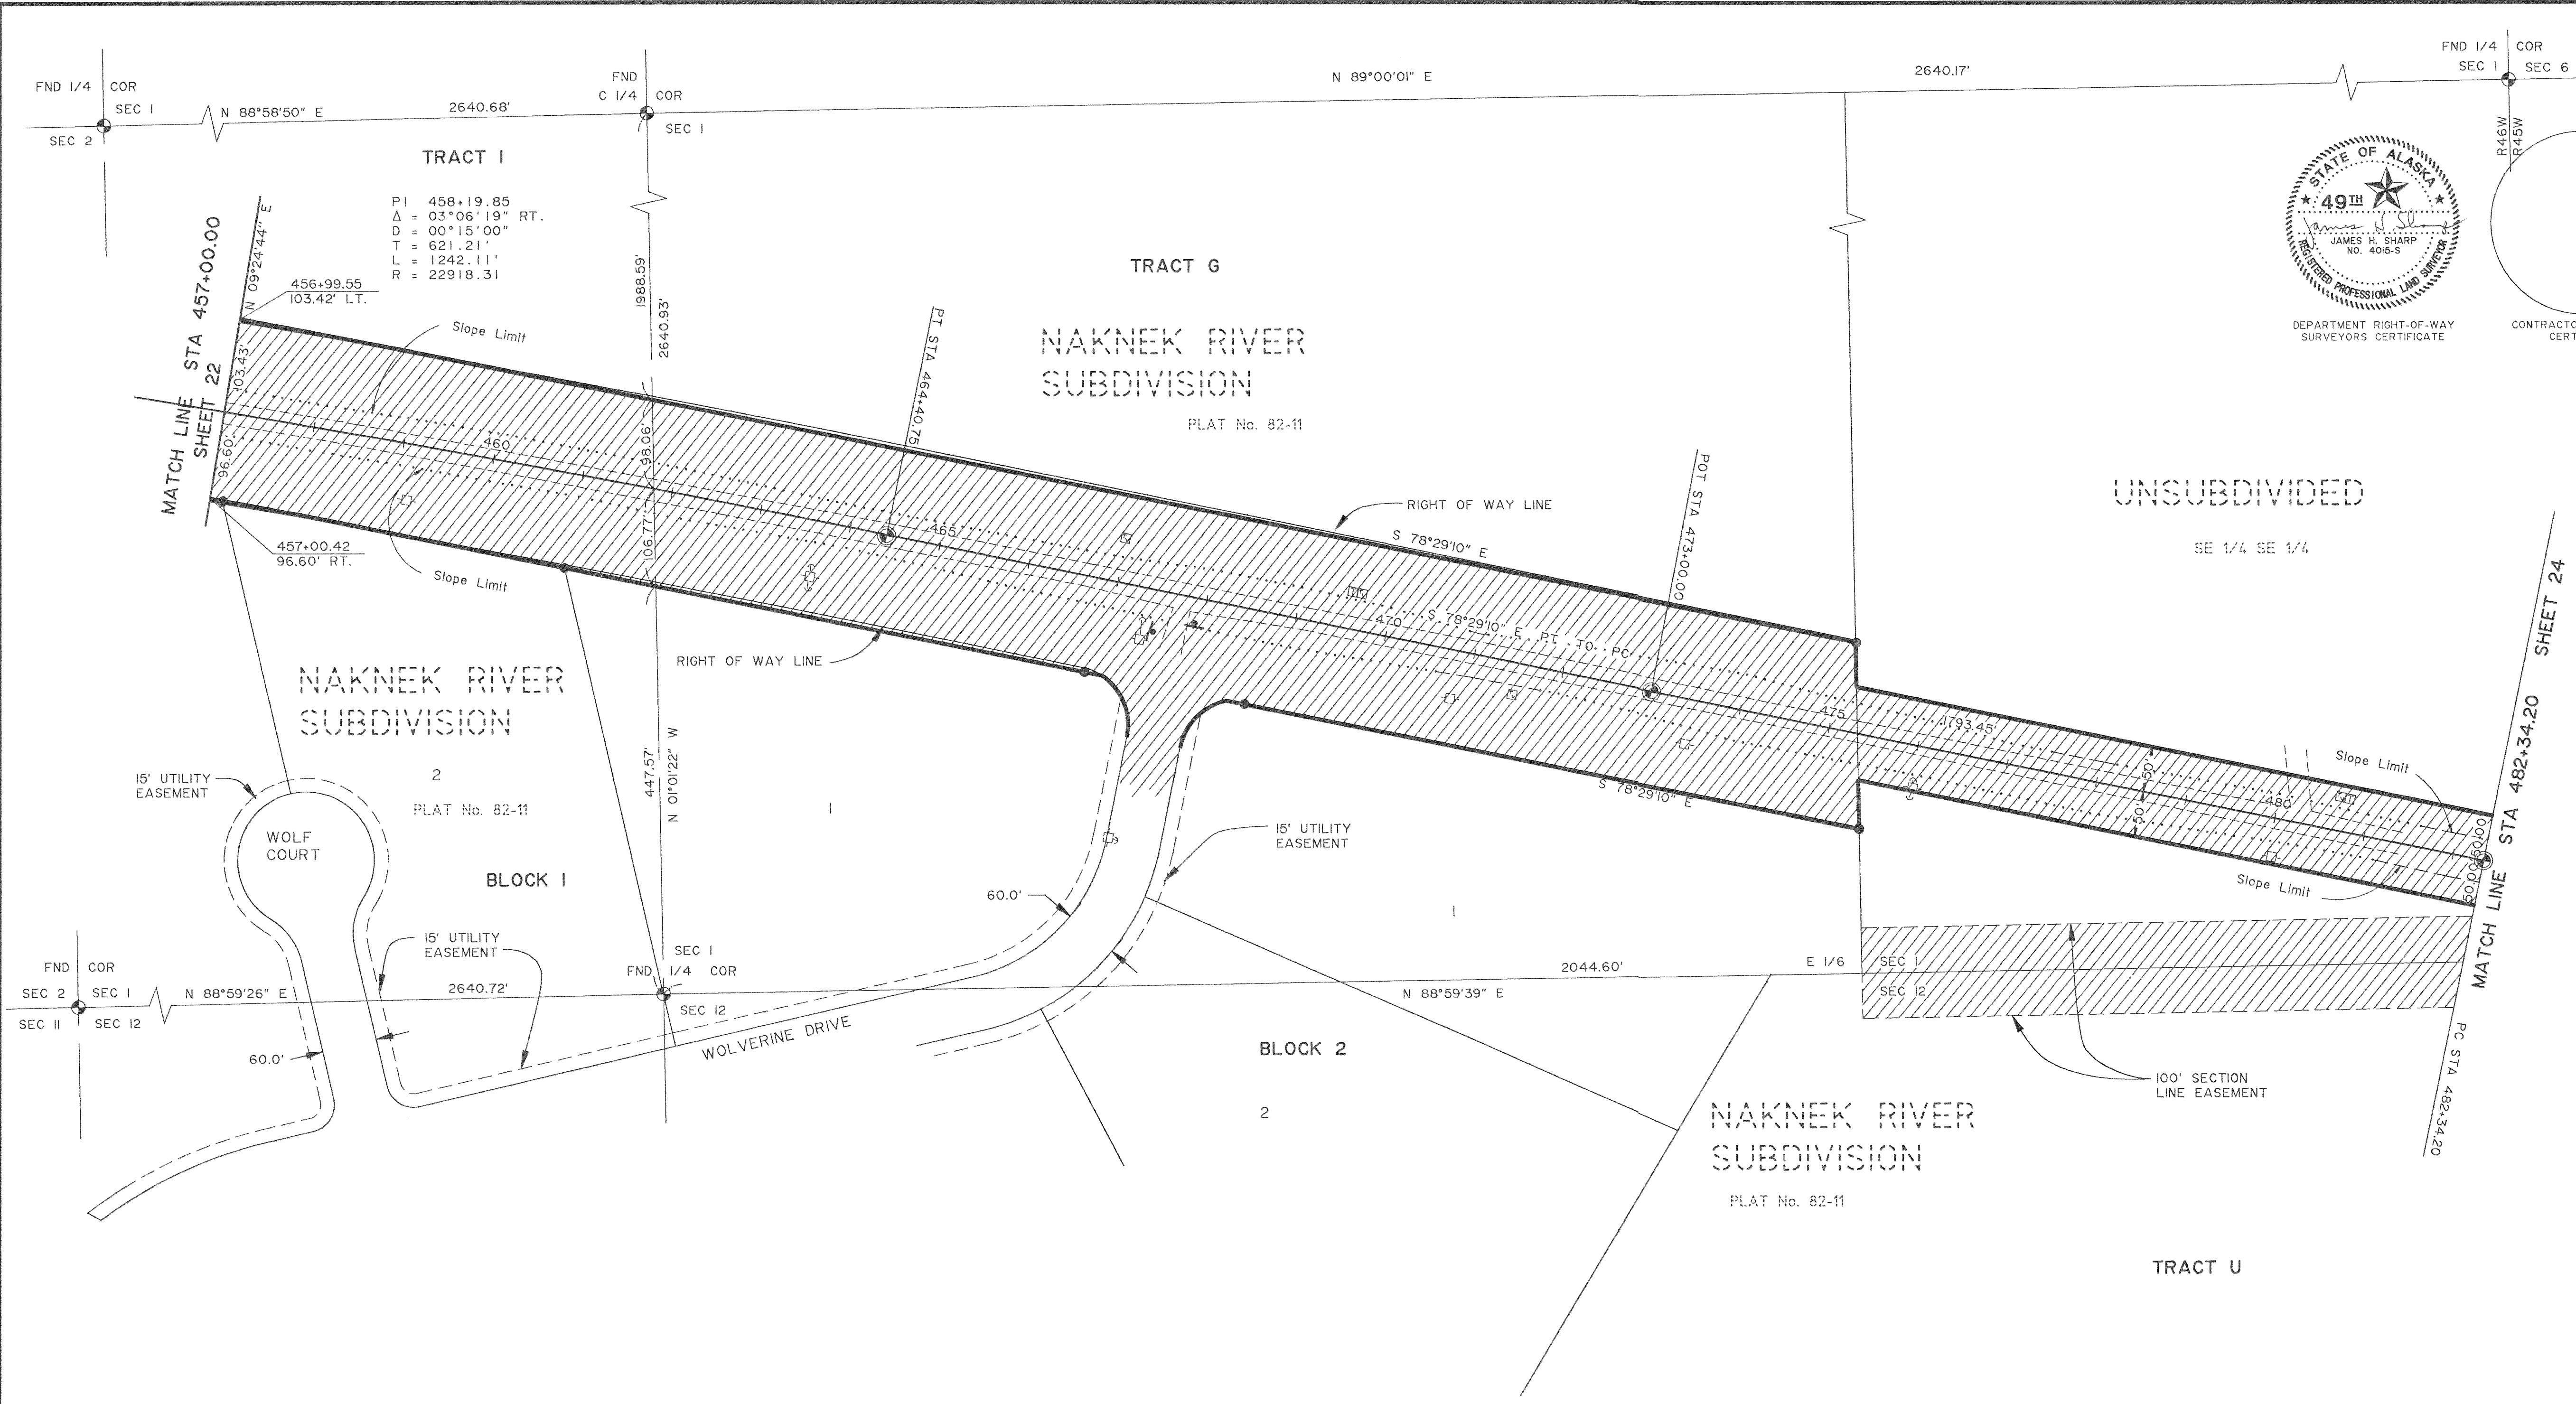 FND 1/4 COR
SEC 1
SEC 2
N 88°58'50" E
2640.68'
FND
C 1/4 COR
SEC 1
N 89°00'01" E
2640.17'
FND 1/4 COR
SEC 1 SEC 6
R46W
R45W
TRACT 1
PI 458+19.85
Δ = 03°06'19" RT.
D = 00°15'00"
T = 621.21'
L = 1242.11'
R = 22918.31
N 09°24'44" E
456+99.55
103.42' LT.
MATCH LINE STA 457+00.00
SHEET 22
103.43'
96.60'
457+00.42
96.60' RT.
Slope Limit
Slope Limit
460
1988.59'
2640.93'
98.06'
106.77'
TRACT G
NAKNEK RIVER
SUBDIVISION
PLAT No. 82-11
PT STA 464+40.75
465
RIGHT OF WAY LINE
S 78°29'10" E
POT STA 473+00.00
470
S 78°29'10" E PT TO PC
475
1793.45'
STATE OF ALASKA
49TH
JAMES H. SHARP
NO. 4015-S
REGISTERED PROFESSIONAL LAND SURVEYOR
DEPARTMENT RIGHT-OF-WAY
SURVEYORS CERTIFICATE
CONTRACTO
CERT
UNSUBDIVIDED
SE 1/4 SE 1/4
MATCH LINE STA 482+34.20 SHEET 24
Slope Limit
50'
50'
480
50.00
50.00
Slope Limit
PC STA 482+34.20
RIGHT OF WAY LINE
NAKNEK RIVER
SUBDIVISION
2
PLAT No. 82-11
15' UTILITY
EASEMENT
WOLF
COURT
BLOCK 1
447.57'
N 01°01'22" W
1
S 78°29'10" E
15' UTILITY
EASEMENT
60.0'
1
15' UTILITY
EASEMENT
SEC 1
FND 1/4 COR
SEC 12
FND COR
SEC 2 SEC 1
SEC 11 SEC 12
N 88°59'26" E
2640.72'
60.0'
WOLVERINE DRIVE
2044.60'
N 88°59'39" E
E 1/6
SEC 1
SEC 12
BLOCK 2
2
100' SECTION
LINE EASEMENT
NAKNEK RIVER
SUBDIVISION
PLAT No. 82-11
TRACT U